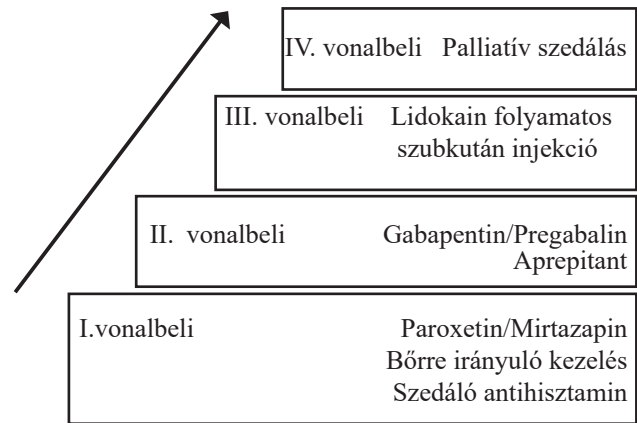 IV. vonalbeli Palliatív szedálás
III. vonalbeli Lidokain folyamatos
szubkután injekció
II. vonalbeli Gabapentin/Pregabalin
Aprepitant
I.vonalbeli Paroxetin/Mirtazapin
Bőrre irányuló kezelés
Szedáló antihisztamin